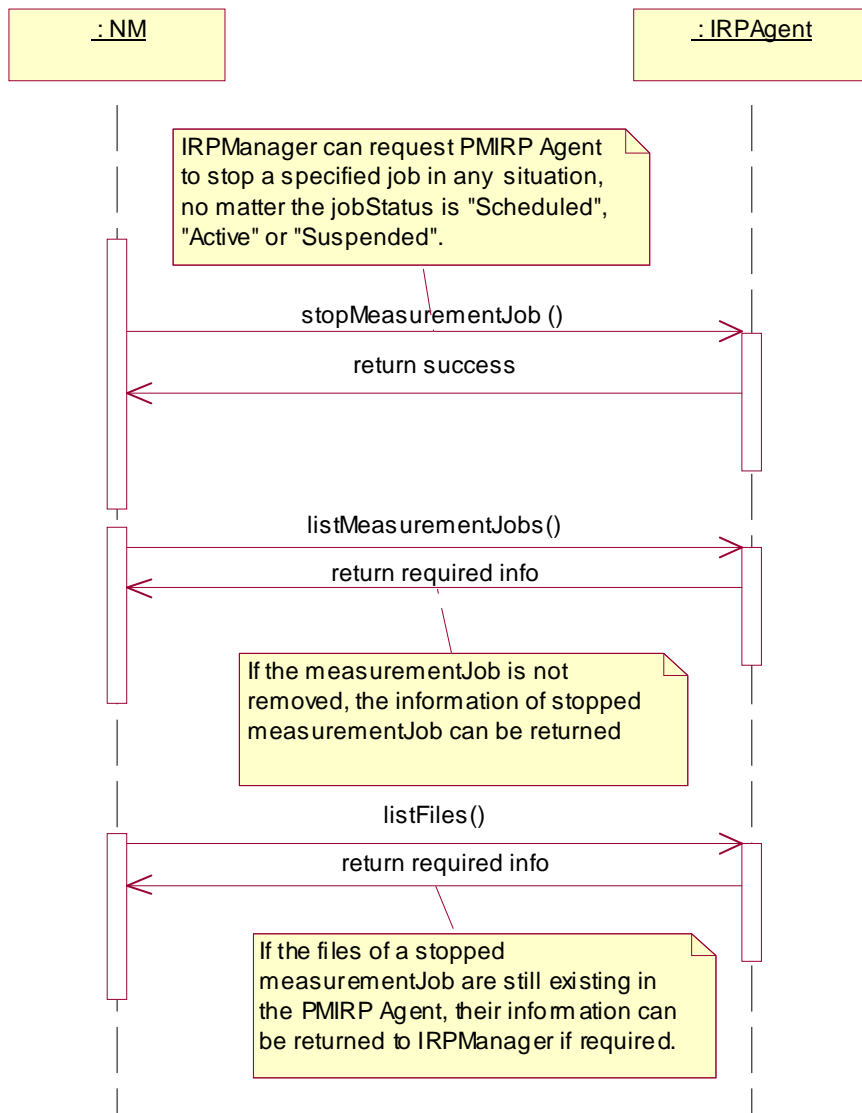 : NM
: IRPAgent
IRPManager can request PMIRP Agent
to stop a specified job in any situation,
no matter the jobStatus is "Scheduled",
"Active" or "Suspended".
stopMeasurementJob ()
return success
listMeasurementJobs()
return required info
If the measurementJob is not
removed, the information of stopped
measurementJob can be returned
listFiles()
return required info
If the files of a stopped
measurementJob are still existing in
the PMIRP Agent, their information can
be returned to IRPManager if required.